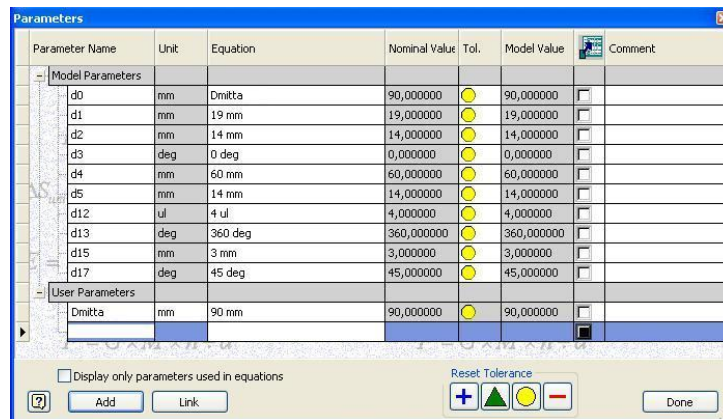 Parameters
Parameter Name Unit Equation Nominal Value Tol. Model Value Comment
Model Parameters
d0 mm Dmitta 90,000000 90,000000
d1 mm 19 mm 19,000000 19,000000
d2 mm 14 mm 14,000000 14,000000
d3 deg 0 deg 0,000000 0,000000
d4 mm 60 mm 60,000000 60,000000
d5 mm 14 mm 14,000000 14,000000
d12 ul 4 ul 4,000000 4,000000
d13 deg 360 deg 360,000000 360,000000
d15 mm 3 mm 3,000000 3,000000
d17 deg 45 deg 45,000000 45,000000
User Parameters
Dmitta mm 90 mm 90,000000 90,000000
Display only parameters used in equations
Reset Tolerance
? Add Link + − Done